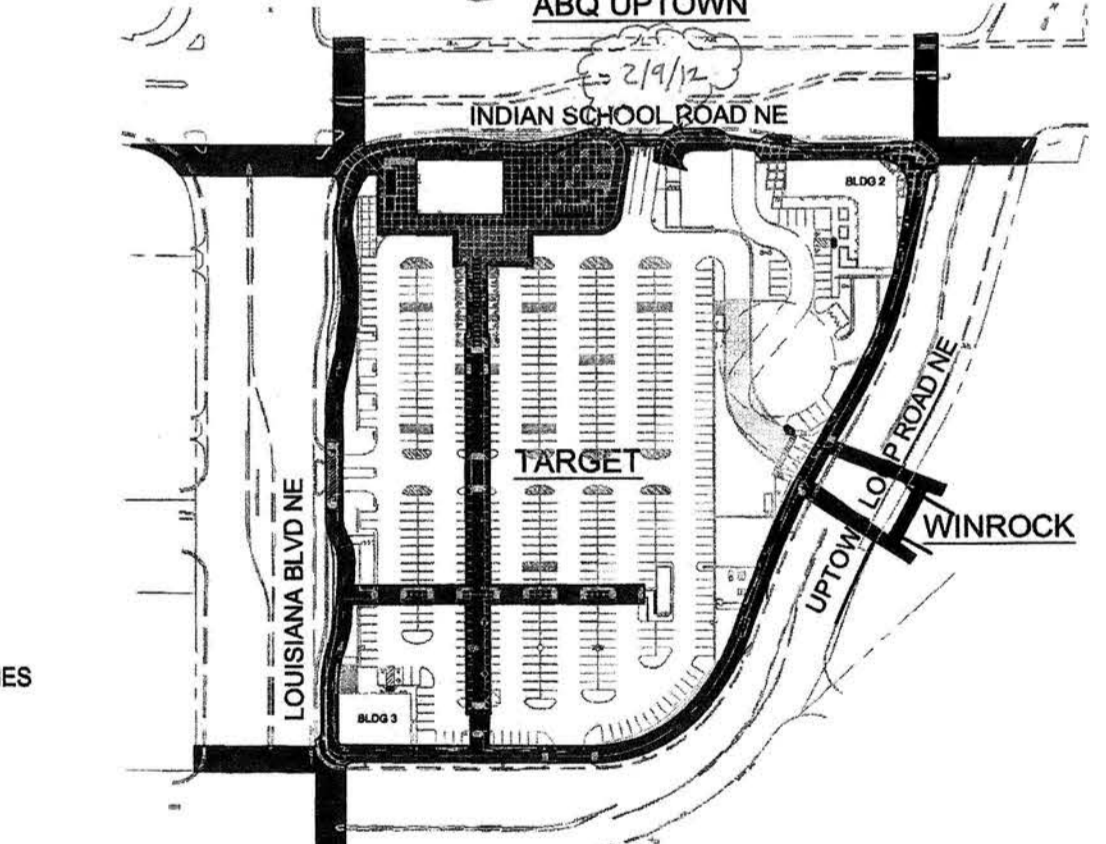 ABQ UPTOWN
2/9/12
INDIAN SCHOOL ROAD NE
BLDG 2
TARGET
LOUISIANA BLVD NE
UPTOWN LOOP ROAD NE
WINROCK
IES
BLDG 3